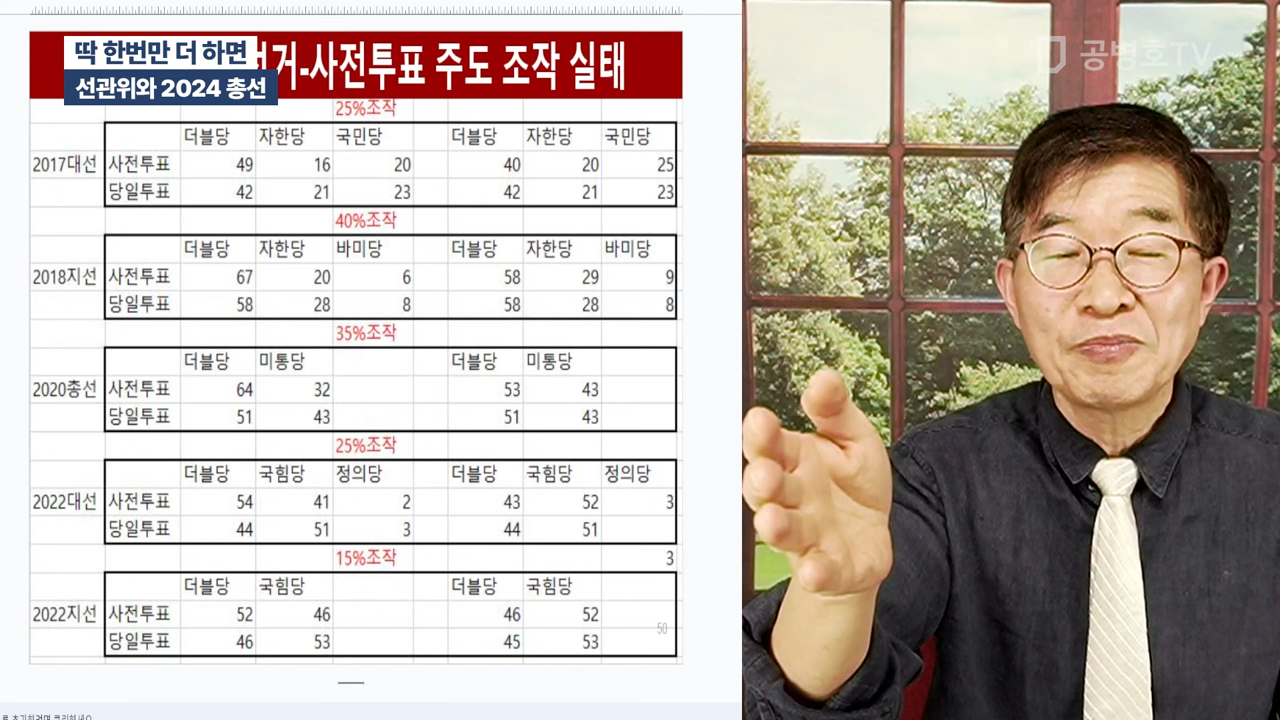 딱 한번만 더 하면
선관위와 2024 총선
선거-사전투표 주도 조작 실태
공병호TV
25%조작
더블당 자한당 국민당 더블당 자한당 국민당
2017대선 사전투표 49 16 20 40 20 25
당일투표 42 21 23 42 21 23
40%조작
더블당 자한당 바미당 더블당 자한당 바미당
2018지선 사전투표 67 20 6 58 29 9
당일투표 58 28 8 58 28 8
35%조작
더블당 미통당 더블당 미통당
2020총선 사전투표 64 32 53 43
당일투표 51 43 51 43
25%조작
더블당 국힘당 정의당 더블당 국힘당 정의당
2022대선 사전투표 54 41 2 43 52 3
당일투표 44 51 3 44 51
15%조작 3
더블당 국힘당 더블당 국힘당
2022지선 사전투표 52 46 46 52
당일투표 46 53 45 53
50